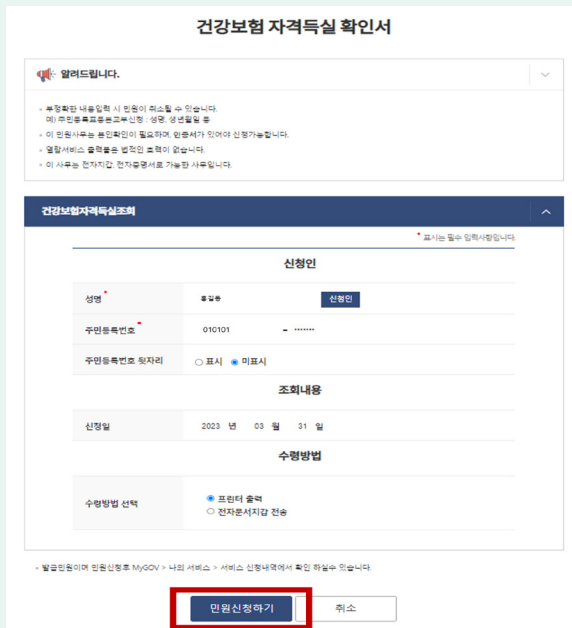 건강보험 자격득실 확인서
알려드립니다.
부정확한 내용입력 시 민원이 취소될 수 있습니다.
예) 주민등록표등본교부신청 : 성명, 생년월일 등
이 민원사무는 본인확인이 필요하며, 인증서가 있어야 신청가능합니다.
열람서비스 출력물은 법적인 효력이 없습니다.
이 사무는 전자지갑, 전자증명서로 가능한 사무입니다.
건강보험자격득실조회
* 표시는 필수 입력사항입니다
신청인
성명 * 홍길동 신청인
주민등록번호 * 010101 - •••••••
주민등록번호 뒷자리 표시 미표시
조회내용
신청일 2023 년 03 월 31 일
수령방법
수령방법 선택 프린터 출력
전자문서지갑 전송
발급민원이며 민원신청후 MyGOV > 나의 서비스 > 서비스 신청내역에서 확인 하실수 있습니다.
민원신청하기 취소